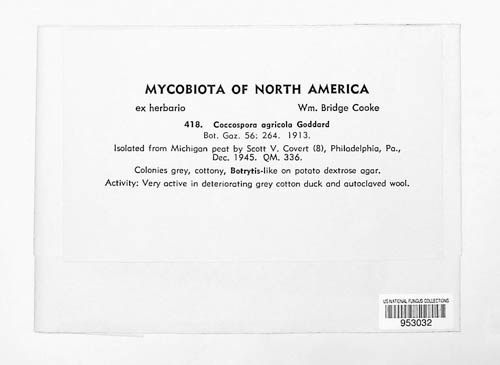 MYCOBIOTA OF NORTH AMERICA
ex herbario Wm. Bridge Cooke
418. Coccospora agricola Goddard
Bot. Gaz. 56: 264. 1913.
Isolated from Michigan peat by Scott V. Covert (8), Philadelphia, Pa.,
Dec. 1945. QM. 336.
Colonies grey, cottony, Botrytis-like on potato dextrose agar.
Activity: Very active in deteriorating grey cotton duck and autoclaved wool.
US NATIONAL FUNGUS COLLECTIONS
953032